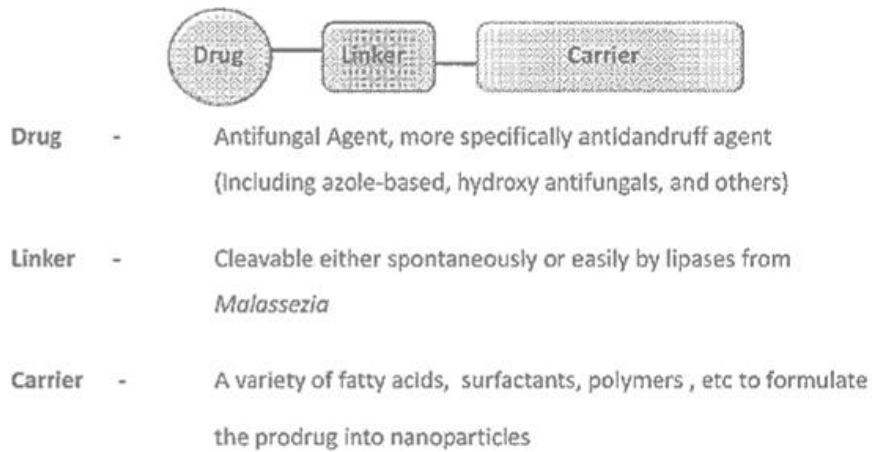 Drug Linker Carrier
Drug - Antifungal Agent, more specifically antidandruff agent
(Including azole-based, hydroxy antifungals, and others)
Linker - Cleavable either spontaneously or easily by lipases from
Malassezia
Carrier - A variety of fatty acids, surfactants, polymers , etc to formulate
the prodrug into nanoparticles